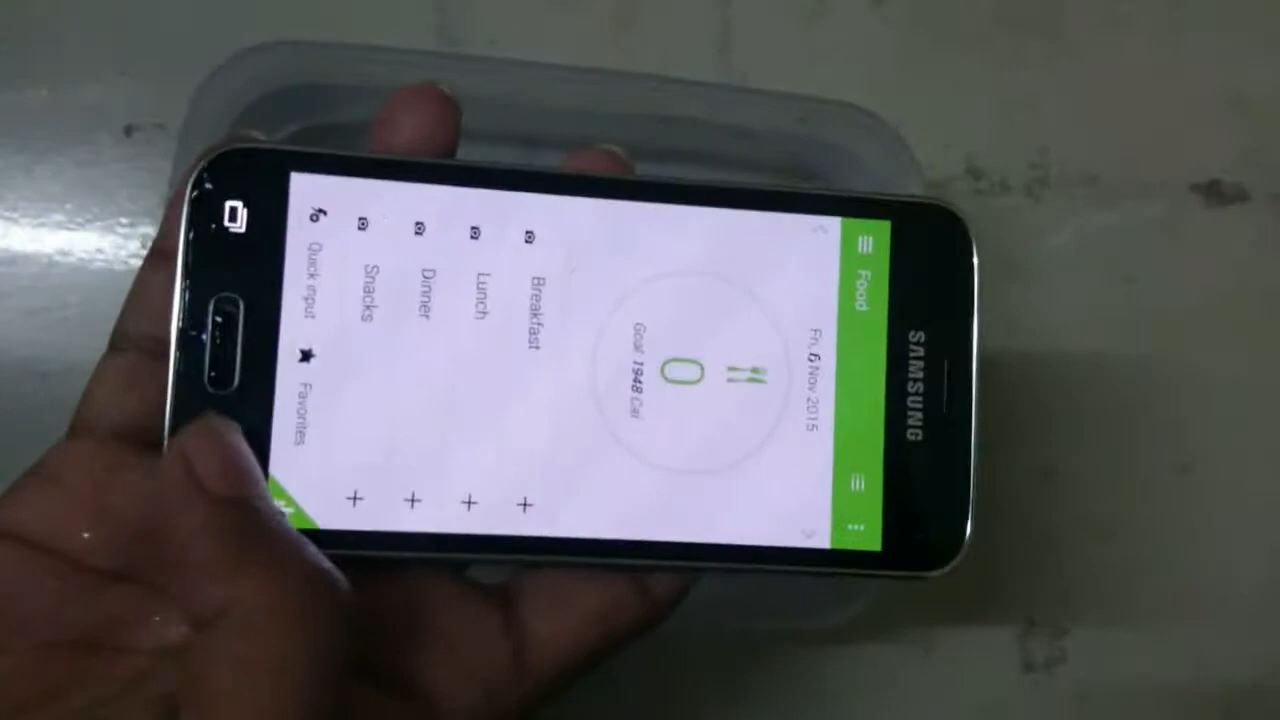 SAMSUNG
Food
Fri, 6 Nov 2015
0
Goal 1948 Cal
Breakfast
Lunch
Dinner
Snacks
Quick input
Favorites